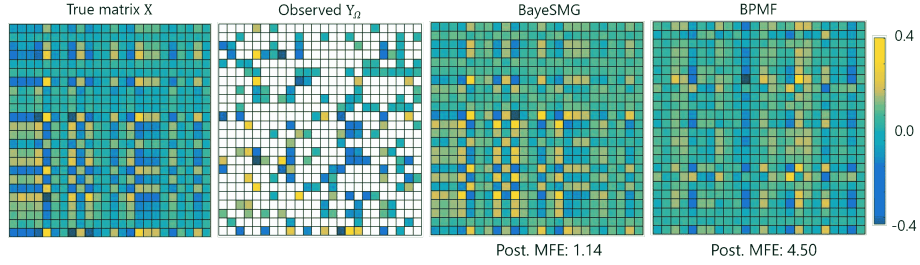 True matrix X
Observed Y_Ω
BayeSMG
BPMF
0.4
0.0
-0.4
Post. MFE: 1.14
Post. MFE: 4.50